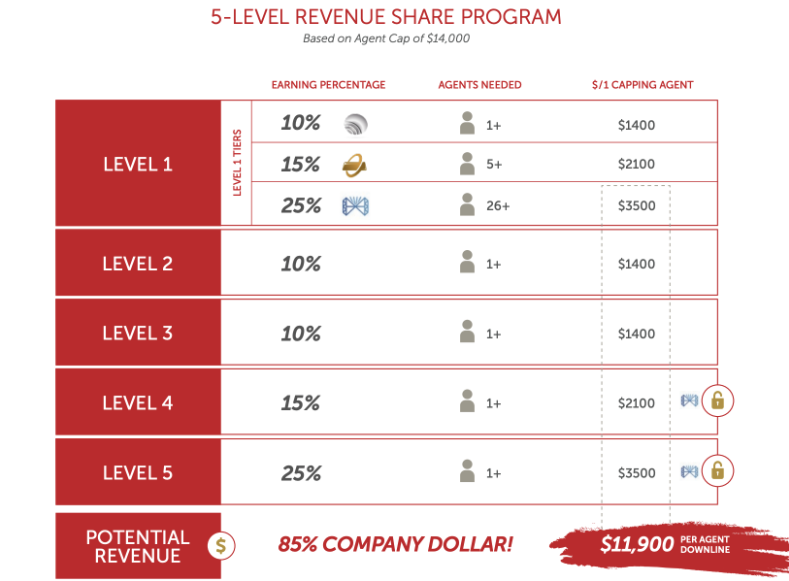 5-LEVEL REVENUE SHARE PROGRAM
Based on Agent Cap of $14,000
EARNING PERCENTAGE AGENTS NEEDED $/1 CAPPING AGENT
LEVEL 1
LEVEL 1 TIERS
10% 1+ $1400
15% 5+ $2100
25% 26+ $3500
LEVEL 2 10% 1+ $1400
LEVEL 3 10% 1+ $1400
LEVEL 4 15% 1+ $2100
LEVEL 5 25% 1+ $3500
POTENTIAL
REVENUE
$
85% COMPANY DOLLAR!
$11,900
PER AGENT
DOWNLINE